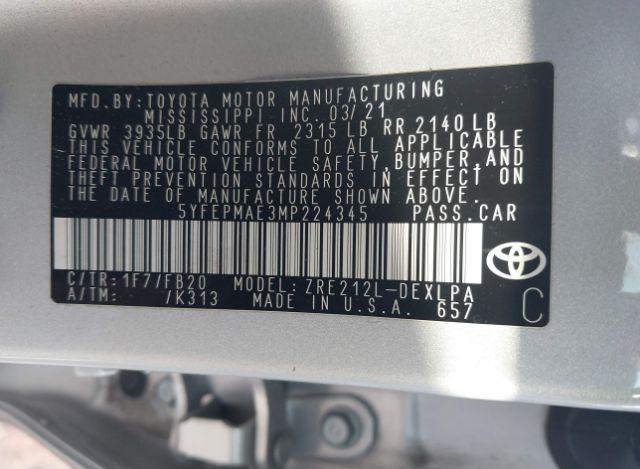 MFD. BY: TOYOTA MOTOR MANUFACTURING
MISSISSIPPI INC. 03/21
GVWR 3935LB GAWR FR 2315 LB RR 2140 LB
THIS VEHICLE CONFORMS TO ALL APPLICABLE
FEDERAL MOTOR VEHICLE SAFETY, BUMPER, AND
THEFT PREVENTION STANDARDS IN EFFECT ON
THE DATE OF MANUFACTURE SHOWN ABOVE.
5YFEPMAE3MP224345 PASS. CAR
C/TR: 1F7/FB20 MODEL: ZRE212L-DEXLPA
A/TM: /K313 MADE IN U.S.A. 657 C